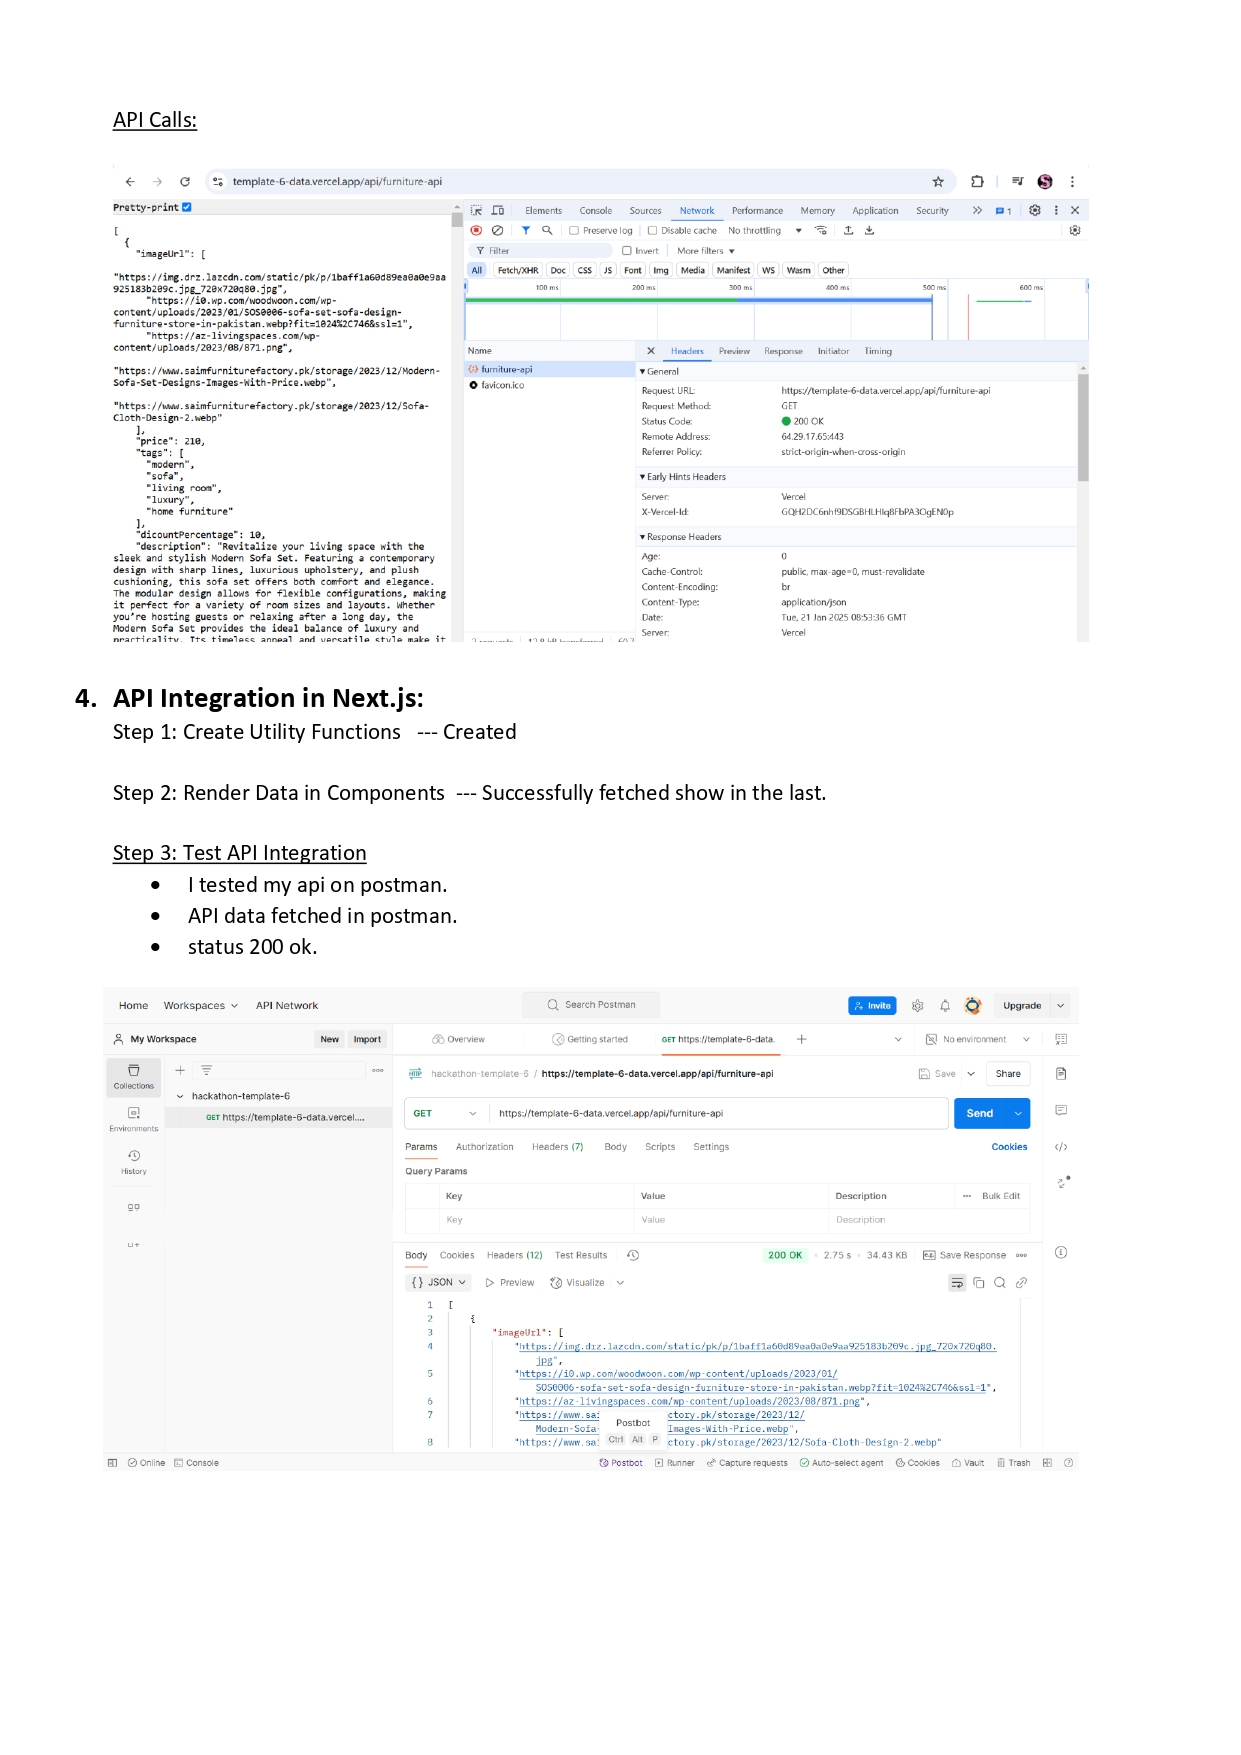 API Calls:
template-6-data.vercel.app/api/furniture-api
Pretty-print
[
{
"imageUrl": [
"https://img.drz.lazcdn.com/static/pk/p/1baff1a60d89ea0a0e9aa
925183b209c.jpg_720x720q80.jpg",
"https://i0.wp.com/woodwoon.com/wp-
content/uploads/2023/01/SOS0006-sofa-set-sofa-design-
furniture-store-in-pakistan.webp?fit=1024%2C746&ssl=1",
"https://az-livingspaces.com/wp-
content/uploads/2023/08/871.png",
"https://www.saimfurniturefactory.pk/storage/2023/12/Modern-
Sofa-Set-Designs-Images-With-Price.webp",
"https://www.saimfurniturefactory.pk/storage/2023/12/Sofa-
Cloth-Design-2.webp"
],
"price": 210,
"tags": [
"modern",
"sofa",
"living room",
"luxury",
"home furniture"
],
"dicountPercentage": 10,
"description": "Revitalize your living space with the
sleek and stylish Modern Sofa Set. Featuring a contemporary
design with sharp lines, luxurious upholstery, and plush
cushioning, this sofa set offers both comfort and elegance.
The modular design allows for flexible configurations, making
it perfect for a variety of room sizes and layouts. Whether
you're hosting guests or relaxing after a long day, the
Modern Sofa Set provides the ideal balance of luxury and
practicality. Its timeless appeal and versatile style make it
Elements Console Sources Network Performance Memory Application Security 1
Preserve log Disable cache No throttling
Filter Invert More filters
All Fetch/XHR Doc CSS JS Font Img Media Manifest WS Wasm Other
100 ms 200 ms 300 ms 400 ms 500 ms 600 ms
Name Headers Preview Response Initiator Timing
furniture-api
favicon.ico
General
Request URL: https://template-6-data.vercel.app/api/furniture-api
Request Method: GET
Status Code: 200 OK
Remote Address: 64.29.17.65:443
Referrer Policy: strict-origin-when-cross-origin
Early Hints Headers
Server: Vercel
X-Vercel-Id:
Response Headers
Age: 0
Cache-Control: public, max-age=0, must-revalidate
Content-Encoding: br
Content-Type: application/json
Date: Tue, 21 Jan 2025 08:53:36 GMT
Server: Vercel
2 requests 12.8 kB transferred
4. API Integration in Next.js:
Step 1: Create Utility Functions --- Created
Step 2: Render Data in Components --- Successfully fetched show in the last.
Step 3: Test API Integration
• I tested my api on postman.
• API data fetched in postman.
• status 200 ok.
Home Workspaces API Network Search Postman Invite Upgrade
My Workspace New Import Overview Getting started GET https://template-6-data. No environment
Collections
Environments
History
hackathon-template-6
GET https://template-6-data.vercel....
HTTP hackathon-template-6 / https://template-6-data.vercel.app/api/furniture-api Save Share
GET https://template-6-data.vercel.app/api/furniture-api Send
Params Authorization Headers (7) Body Scripts Settings Cookies
Query Params
Key Value Description Bulk Edit
Key Value Description
Body Cookies Headers (12) Test Results 200 OK 2.75 s 34.43 KB Save Response
{} JSON Preview Visualize
1 [
2 {
3 "imageUrl": [
4 "https://img.drz.lazcdn.com/static/pk/p/1baff1a60d89ea0a0e9aa925183b209c.jpg_720x720q80.
jpg",
5 "https://i0.wp.com/woodwoon.com/wp-content/uploads/2023/01/
SOS0006-sofa-set-sofa-design-furniture-store-in-pakistan.webp?fit=1024%2C746&ssl=1",
6 "https://az-livingspaces.com/wp-content/uploads/2023/08/871.png",
7 "https://www.sai ctory.pk/storage/2023/12/
Modern-Sofa- Images-With-Price.webp",
8 "https://www.sa ctory.pk/storage/2023/12/Sofa-Cloth-Design-2.webp"
Postbot
Ctrl Alt P
Online Console Postbot Runner Capture requests Auto-select agent Cookies Vault Trash